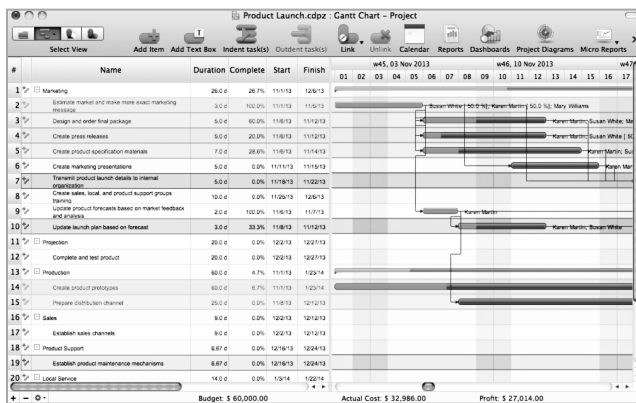 Product Launch.cdpz : Gantt Chart - Project
Select View Add Item Add Text Box Indent task(s) Outdent task(s) Link Unlink Calendar Reports Dashboards Project Diagrams Micro Reports
# Name Duration Complete Start Finish w45, 03 Nov 2013 w46, 10 Nov 2013 w47
01 02 03 04 05 06 07 08 09 10 11 12 13 14 15 16 17
1 Marketing 26.0 d 26.7% 11/1/13 12/6/13
2 Estimate market and make more exact marketing message 3.0 d 100.0% 11/1/13 11/5/13 Susan White [ 50.0 %]; Karen Martin [ 50.0 %]; Mary Williams
3 Design and order final package 5.0 d 60.0% 11/6/13 11/12/13 Karen Martin; Susan White; Ma
4 Create press releases 5.0 d 20.0% 11/6/13 11/12/13 Karen Martin; Susan White [ 50
5 Create product specification materials 7.0 d 28.6% 11/6/13 11/14/13 Karen Martin; Su
6 Create marketing presentations 5.0 d 0.0% 11/11/13 11/15/13 Karen Mar
7 Transmit product launch details to internal organization 5.0 d 0.0% 11/18/13 11/22/13
8 Create sales, local, and product support groups training 10.0 d 0.0% 11/25/13 12/6/13
9 Update product forecasts based on market feedback and analysis 2.0 d 100.0% 11/6/13 11/7/13 Karen Martin
10 Update launch plan based on forecast 3.0 d 33.3% 11/8/13 11/12/13 Karen Martin; Susan White
11 Projection 20.0 d 0.0% 12/2/13 12/27/13
12 Complete and test product 20.0 d 0.0% 12/2/13 12/27/13
13 Production 60.0 d 4.7% 11/1/13 1/23/14
14 Create product prototypes 60.0 d 6.7% 11/1/13 1/23/14
15 Prepare distribution channel 25.0 d 0.0% 11/8/13 12/12/13
16 Sales 9.0 d 0.0% 12/2/13 12/12/13
17 Establish sales channels 9.0 d 0.0% 12/2/13 12/12/13
18 Product Support 6.67 d 0.0% 12/16/13 12/24/13
19 Establish product maintenance mechanisms 6.67 d 0.0% 12/16/13 12/24/13
20 Local Service 14.0 d 0.0% 1/3/14 1/22/14
Budget: $ 60,000.00 Actual Cost: $ 32,986.00 Profit: $ 27,014.00